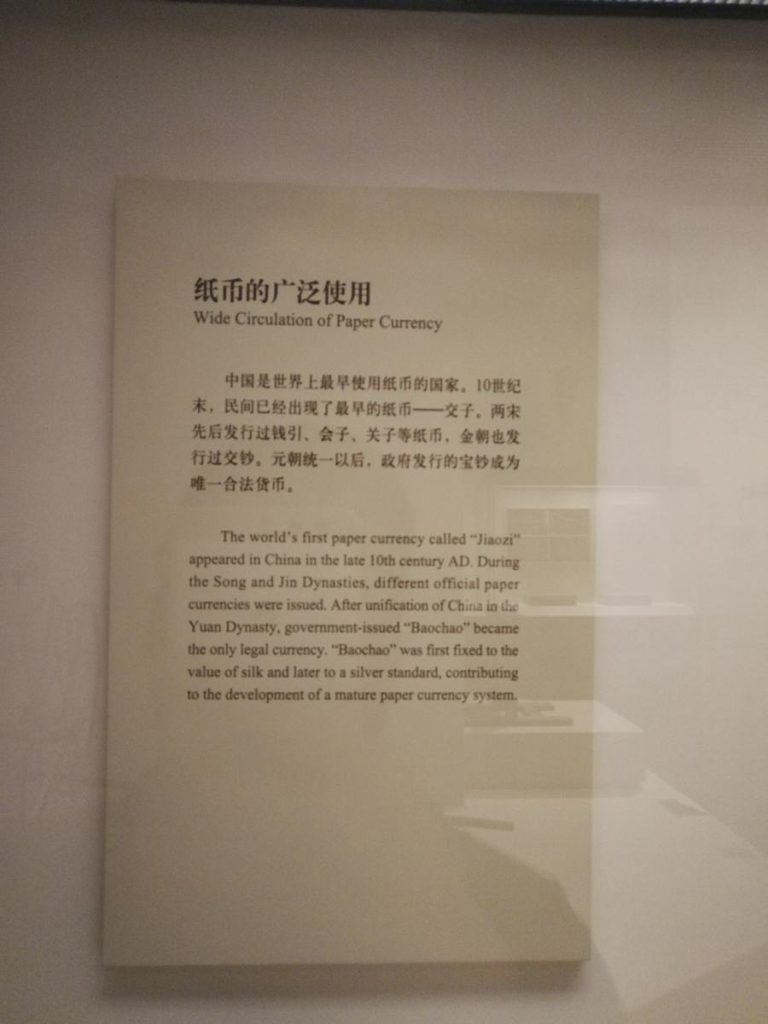 纸币的广泛使用
Wide Circulation of Paper Currency
中国是世界上最早使用纸币的国家。10世纪
末，民间已经出现了最早的纸币——交子。两宋
先后发行过钱引、会子、关子等纸币，金朝也发
行过交钞。元朝统一以后，政府发行的宝钞成为
唯一合法货币。
The world's first paper currency called “Jiaozi”
appeared in China in the late 10th century AD. During
the Song and Jin Dynasties, different official paper
currencies were issued. After unification of China in the
Yuan Dynasty, government-issued “Baochao” became
the only legal currency. “Baochao” was first fixed to the
value of silk and later to a silver standard, contributing
to the development of a mature paper currency system.